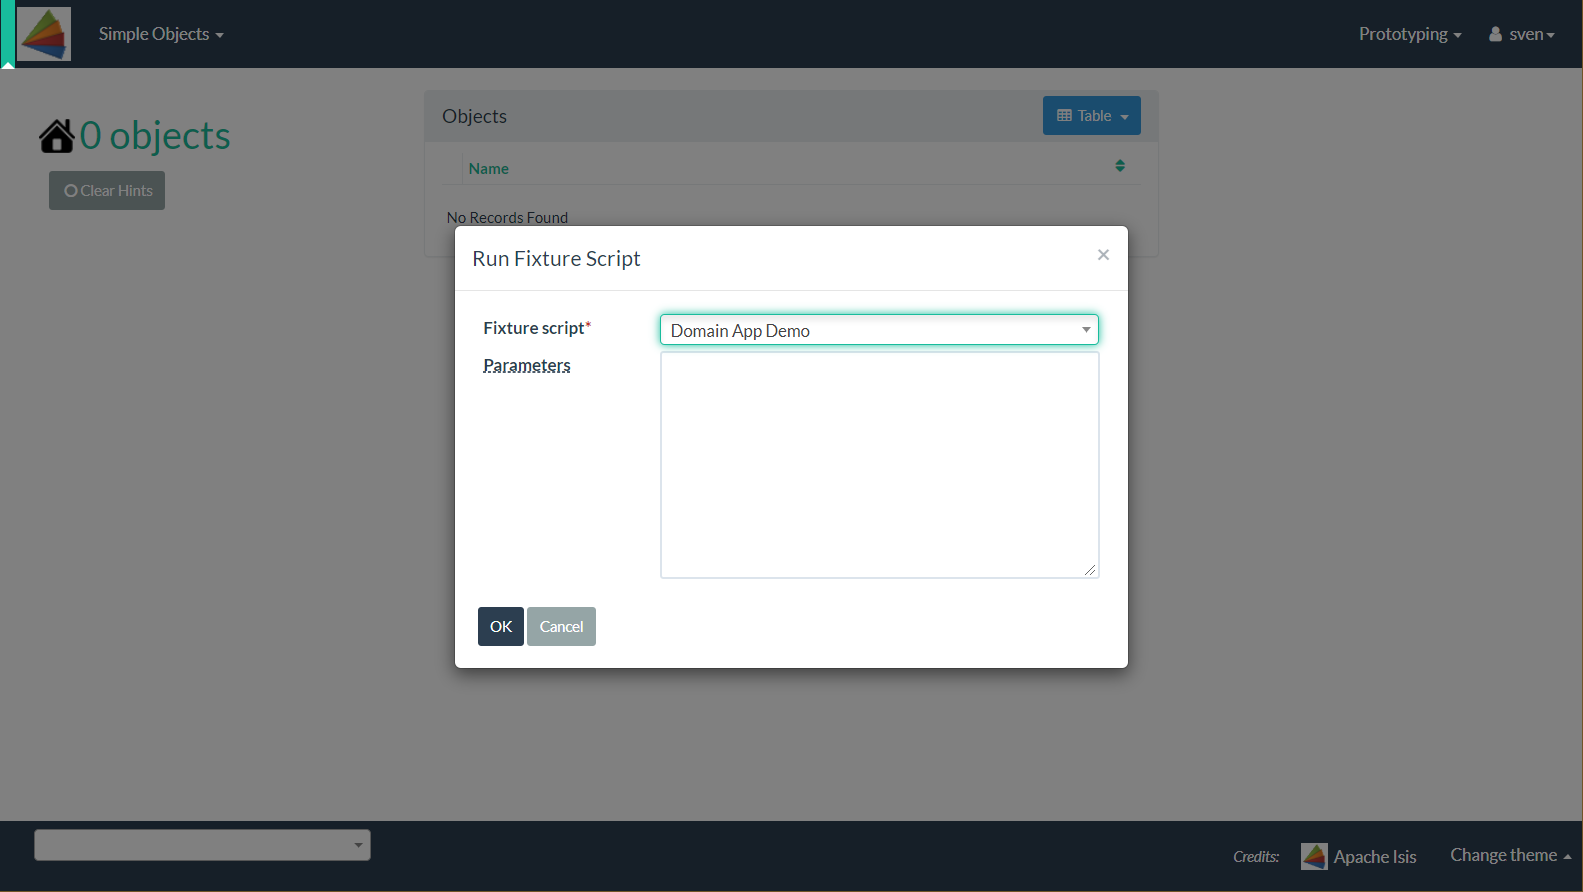 Simple Objects
Prototyping
sven
0 objects
Clear Hints
Objects
Table
Name
No Records Found
Run Fixture Script
×
Fixture script*
Domain App Demo
Parameters
OK
Cancel
Credits:
Apache Isis
Change theme